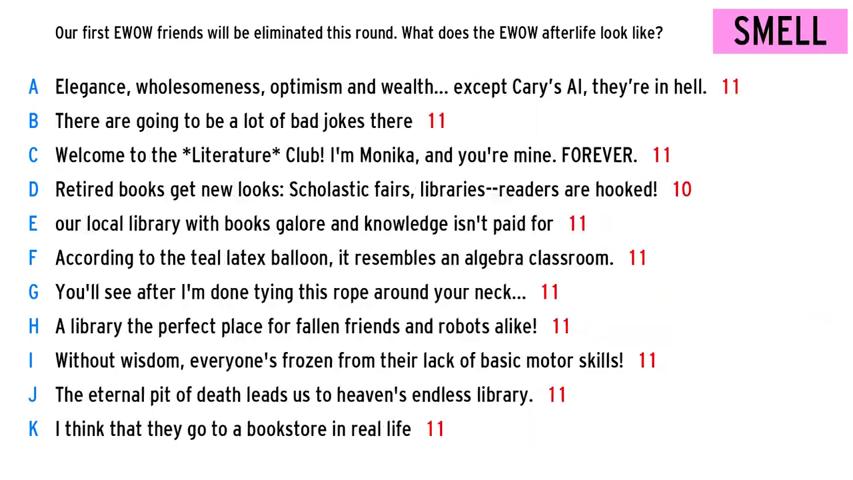 Our first EWOW friends will be eliminated this round. What does the EWOW afterlife look like?
SMELL
A Elegance, wholesomeness, optimism and wealth... except Cary's AI, they're in hell. 11
B There are going to be a lot of bad jokes there 11
C Welcome to the *Literature* Club! I'm Monika, and you're mine. FOREVER. 11
D Retired books get new looks: Scholastic fairs, libraries--readers are hooked! 10
E our local library with books galore and knowledge isn't paid for 11
F According to the teal latex balloon, it resembles an algebra classroom. 11
G You'll see after I'm done tying this rope around your neck... 11
H A library the perfect place for fallen friends and robots alike! 11
I Without wisdom, everyone's frozen from their lack of basic motor skills! 11
J The eternal pit of death leads us to heaven's endless library. 11
K I think that they go to a bookstore in real life 11